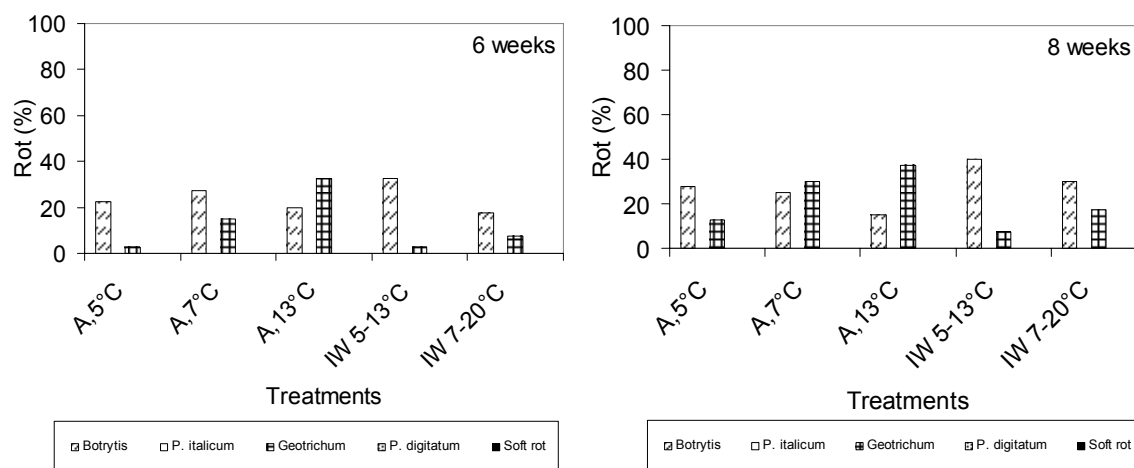 6 weeks
Rot (%)
100
80
60
40
20
0
A,5°C
A,7°C
A,13°C
IW 5-13°C
IW 7-20°C
Treatments
Botrytis P. italicum Geotrichum P. digitatum Soft rot
8 weeks
Rot (%)
100
80
60
40
20
0
A,5°C
A,7°C
A,13°C
IW 5-13°C
IW 7-20°C
Treatments
Botrytis P. italicum Geotrichum P. digitatum Soft rot